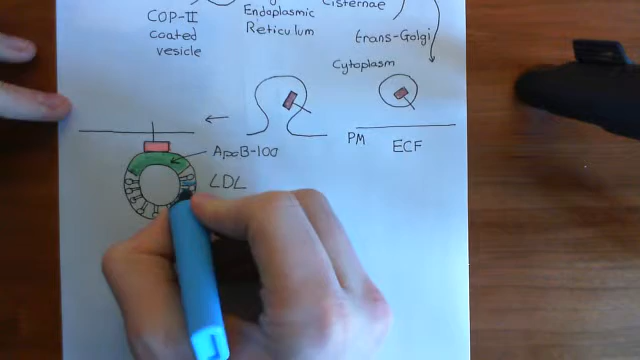 COP-II
coated
vesicle
Endoplasmic
Reticulum
Cisternae
trans-Golgi
Cytoplasm
PM
ECF
ApoB-100
LDL